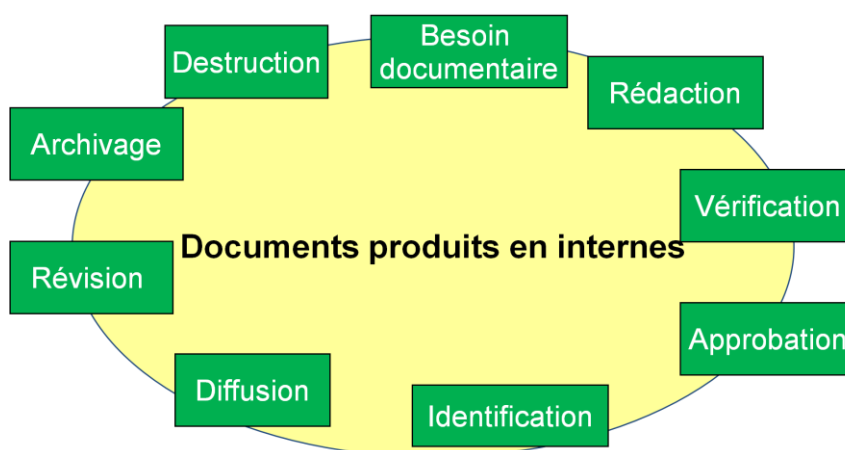 Besoin
documentaire
Destruction
Rédaction
Archivage
Vérification
Documents produits en internes
Révision
Approbation
Diffusion
Identification